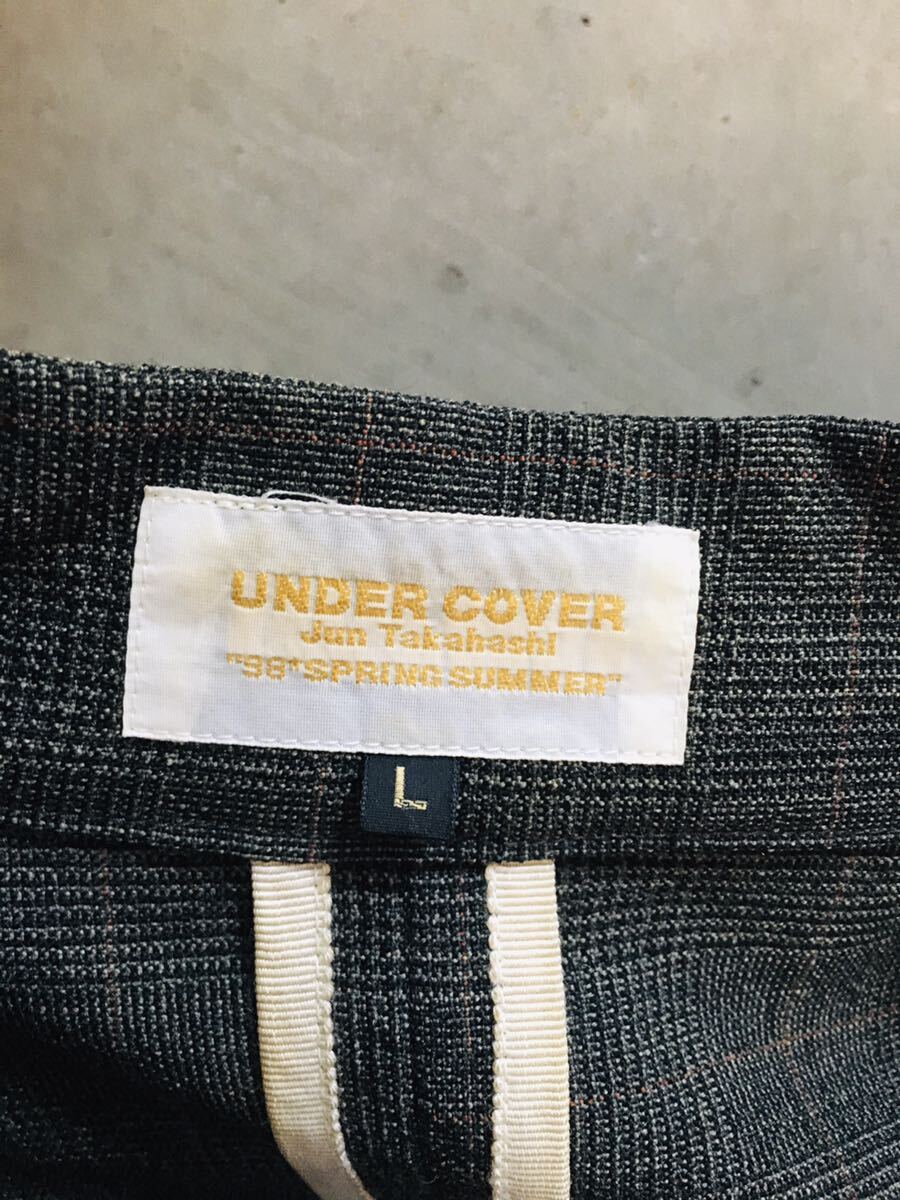 UNDER COVER
Jun Takahashi
"98*SPRING SUMMER"
L